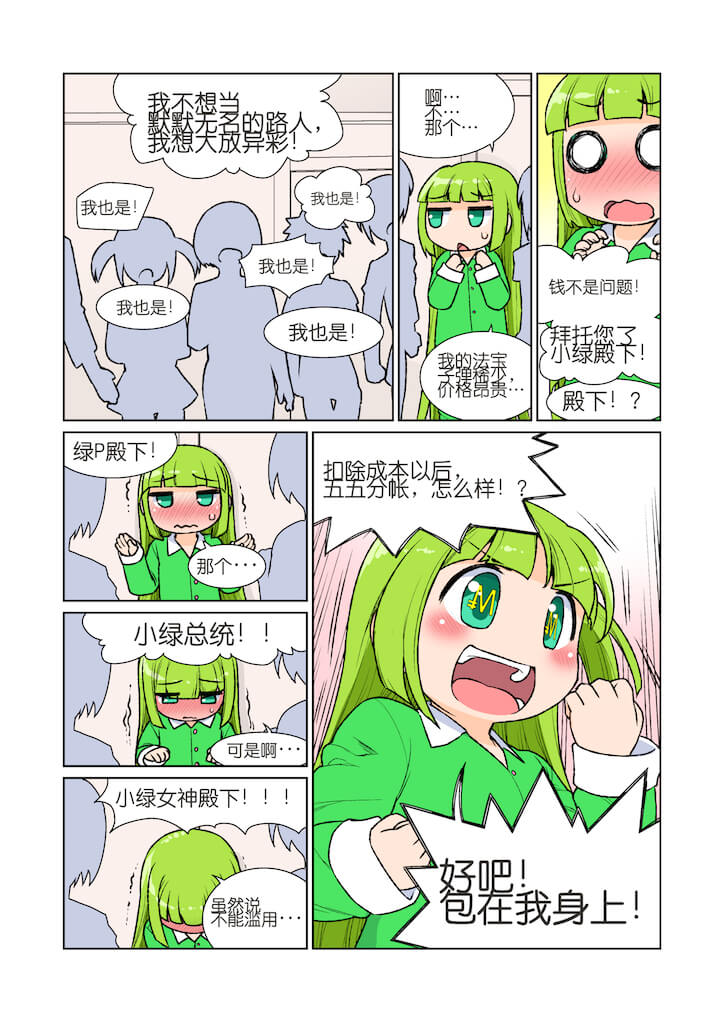 我不想当
默默无名的路人，
我想大放异彩！
我也是！
我也是！
我也是！
我也是！
我也是！
啊···
不···
那个···
我的法宝
子弹稀少，
价格昂贵···
钱不是问题！
拜托您了
小绿殿下！
殿下！？
绿P殿下！
那个···
小绿总统！！
可是啊···
小绿女神殿下！！！
虽然说
不能滥用···
扣除成本以后，
五五分帐，怎么样！？
好吧！
包在我身上！